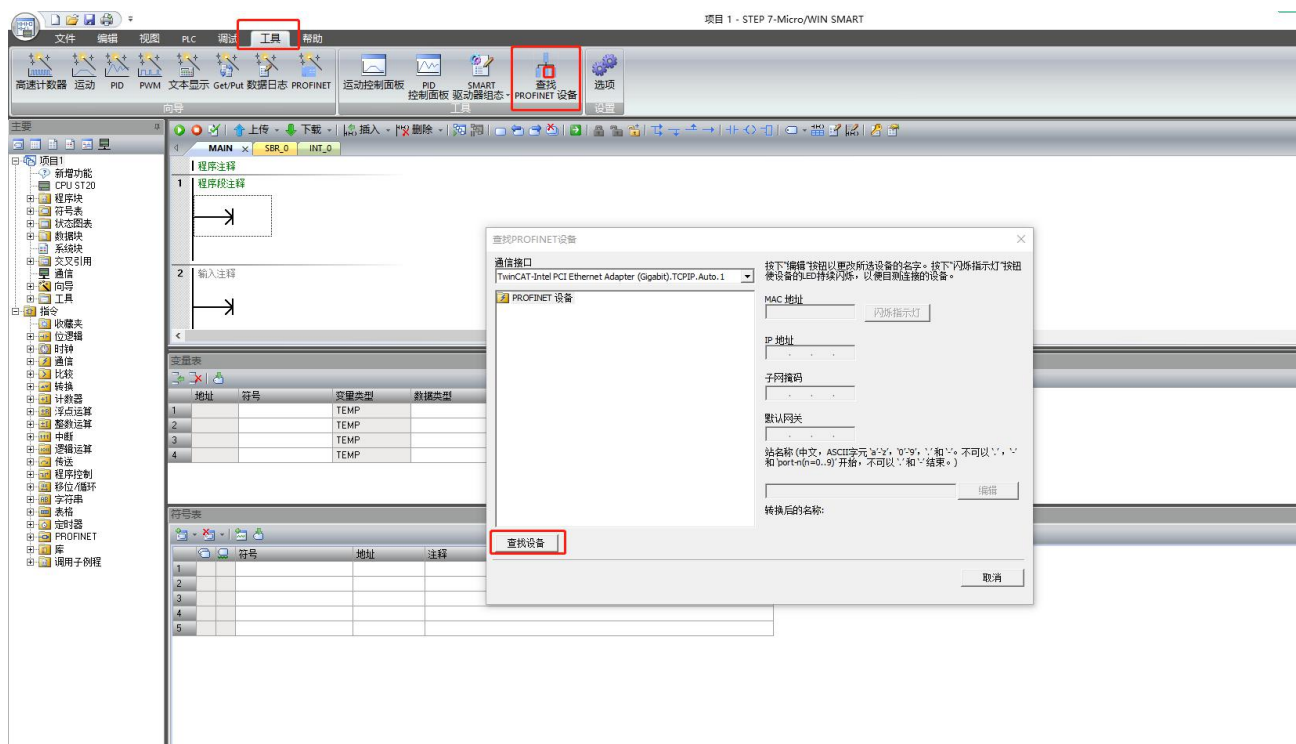 项目 1 - STEP 7-Micro/WIN SMART
文件 编辑 视图 PLC 调试 工具 帮助
高速计数器 运动 PID PWM 文本显示 Get/Put 数据日志 PROFINET 运动控制面板 PID 控制面板 SMART 驱动器组态 查找 PROFINET 设备 选项
向导 工具 设置
主要
上传 下载 插入 删除
MAIN SBR_0 INT_0
项目1
新增功能
CPU ST20
程序块
符号表
状态图表
数据块
系统块
交叉引用
通信
向导
工具
指令
收藏夹
位逻辑
时钟
通信
比较
转换
计数器
浮点运算
整数运算
中断
逻辑运算
传送
程序控制
移位/循环
字符串
表格
定时器
PROFINET
库
调用子例程
程序注释
1 程序段注释
2 输入注释
变量表
地址 符号 变量类型 数据类型
1 TEMP
2 TEMP
3 TEMP
4 TEMP
符号表
符号 地址 注释
1
2
3
4
5
查找PROFINET设备
通信接口
TwinCAT-Intel PCI Ethernet Adapter (Gigabit).TCPIP.Auto.1
PROFINET 设备
查找设备
按下"编辑"按钮以更改所选设备的名字。按下"闪烁指示灯"按钮
使设备的LED持续闪烁，以便目测连接的设备。
MAC 地址
闪烁指示灯
IP 地址
子网掩码
默认网关
站名称 (中文，ASCII字元 'a'-'z'，'0'-'9'，'.' 和 '-'。不可以 '.'，'-'
和 'port-n(n=0..9)' 开始，不可以 '.' 和 '-' 结束。)
编辑
转换后的名称:
取消